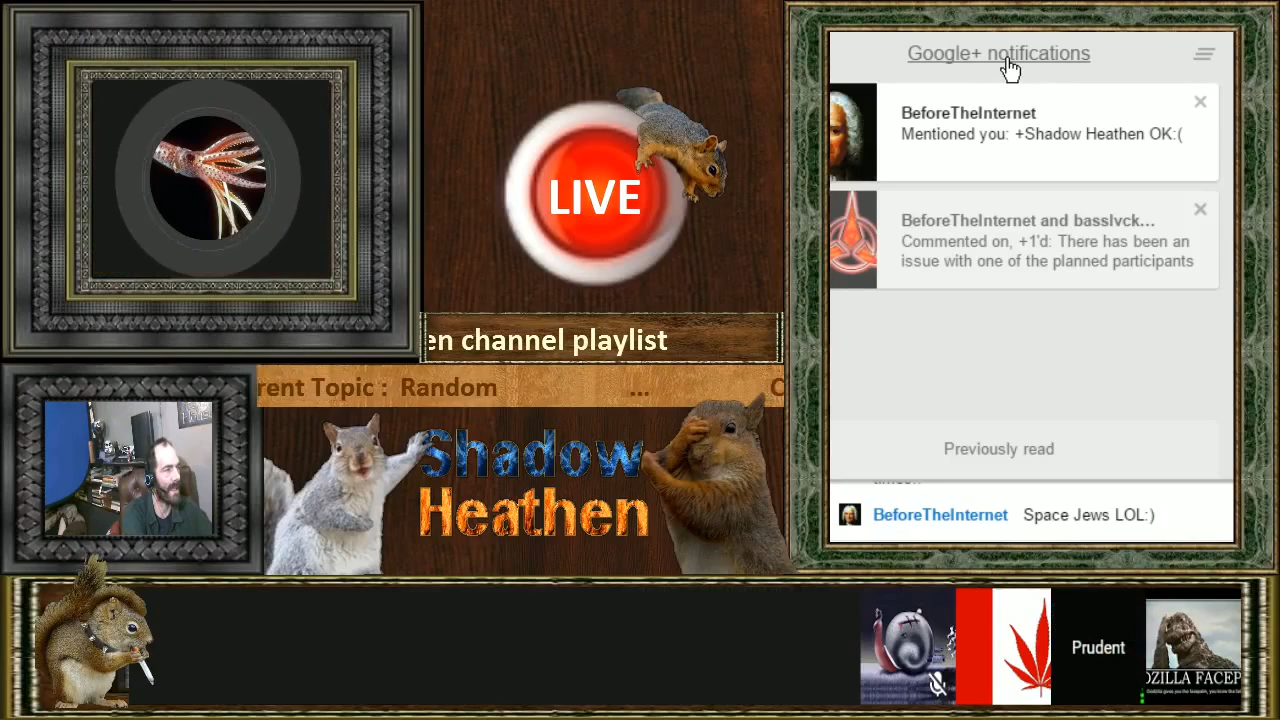 Google+ notifications
BeforeTheInternet
Mentioned you: +Shadow Heathen OK:(
BeforeTheInternet and basslvck...
Commented on, +1'd: There has been an
issue with one of the planned participants
Previously read
BeforeTheInternet Space Jews LOL:)
LIVE
en channel playlist
rent Topic : Random ... C
Shadow
Heathen
Prudent
OZILLA FACEP